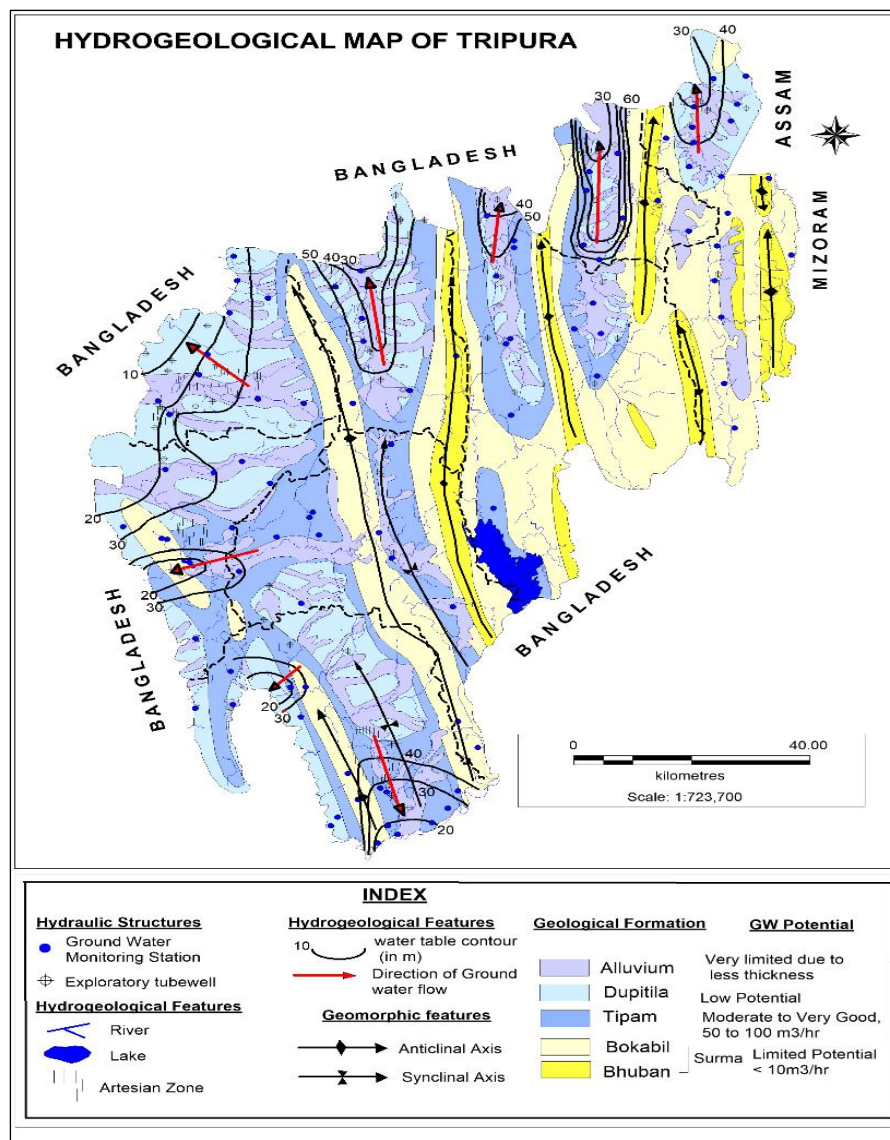 HYDROGEOLOGICAL MAP OF TRIPURA
30
40
ASSAM
30
60
BANGLADESH
MIZORAM
40
50
50
40
30
BANGLADESH
10
20
30
20
30
BANGLADESH
BANGLADESH
20
30
40
30
20
0
40.00
kilometres
Scale: 1:723,700
INDEX
Hydraulic Structures
Ground Water
Monitoring Station
Exploratory tubewell
Hydrogeological Features
River
Lake
Artesian Zone
Hydrogeological Features
10
water table contour
(in m)
Direction of Ground
water flow
Geomorphic features
Anticlinal Axis
Synclinal Axis
Geological Formation
Alluvium
Dupitila
Tipam
Bokabil
Bhuban
Surma
GW Potential
Very limited due to
less thickness
Low Potential
Moderate to Very Good,
50 to 100 m3/hr
Limited Potential
< 10m3/hr